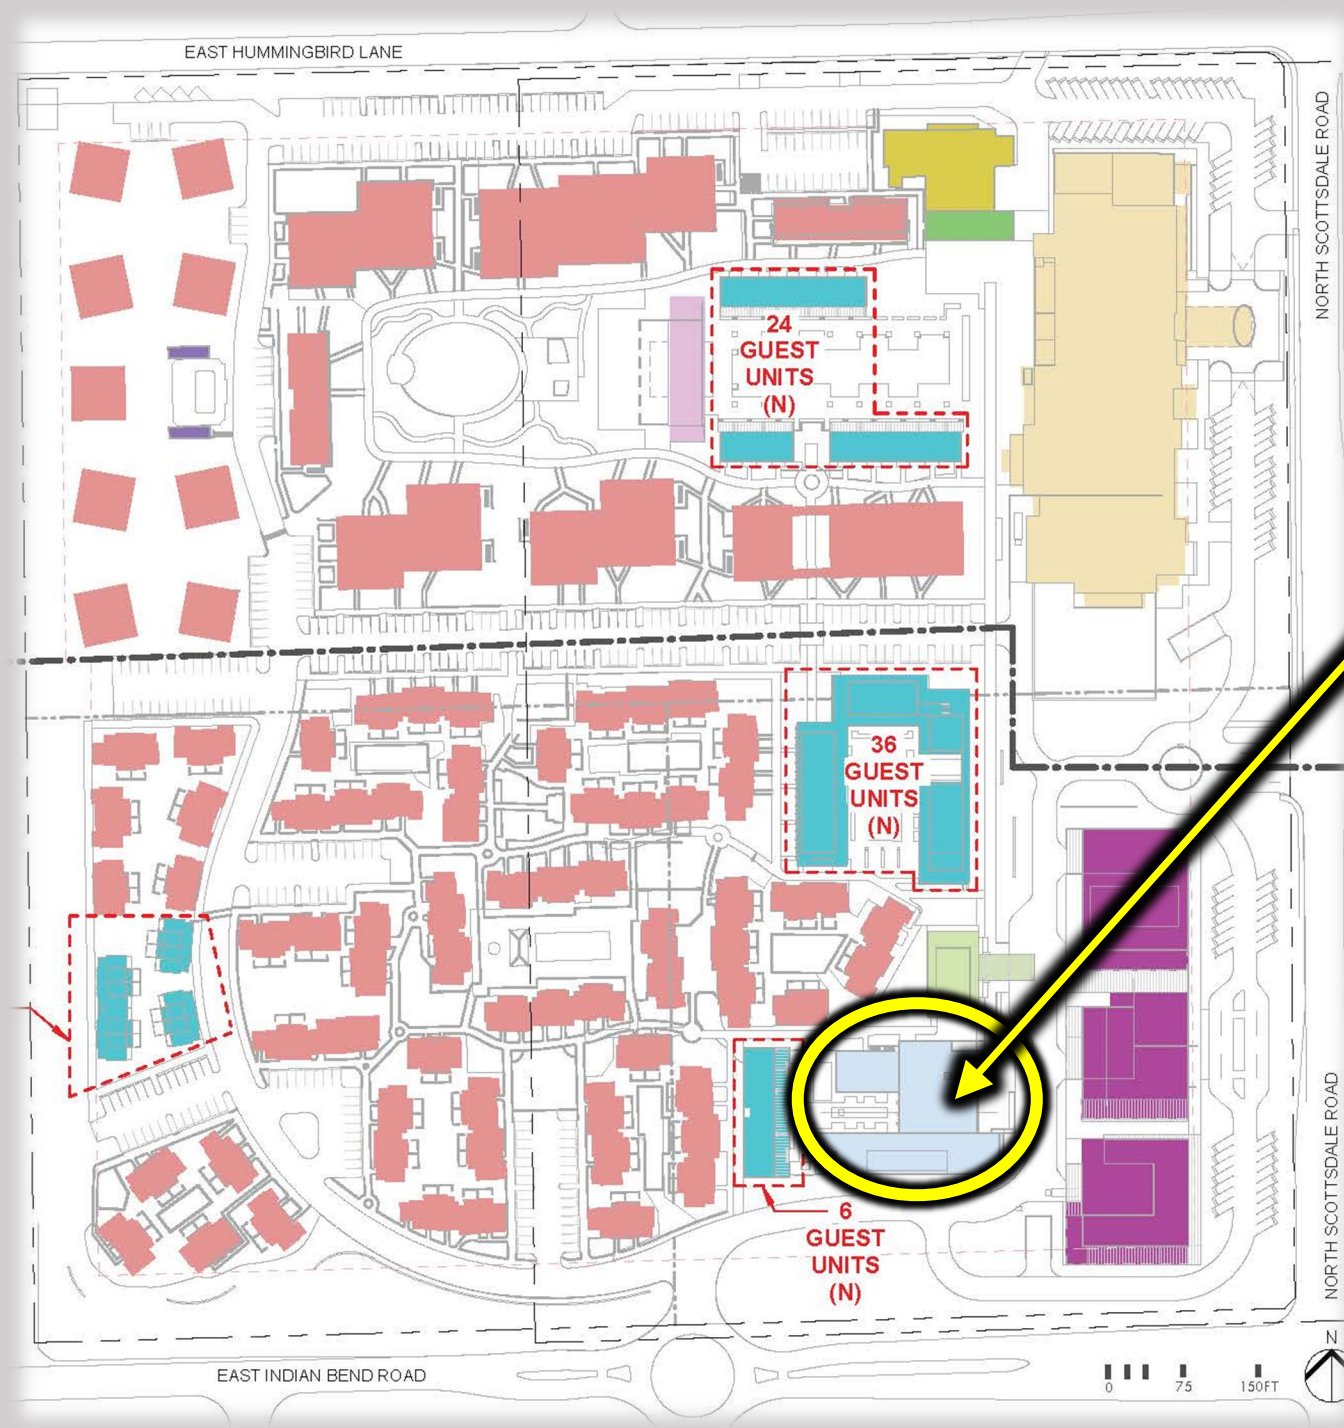 EAST HUMMINGBIRD LANE
NORTH SCOTTSDALE ROAD
24
GUEST
UNITS
(N)
36
GUEST
UNITS
(N)
6
GUEST
UNITS
(N)
NORTH SCOTTSDALE ROAD
EAST INDIAN BEND ROAD
N
0 75 150FT